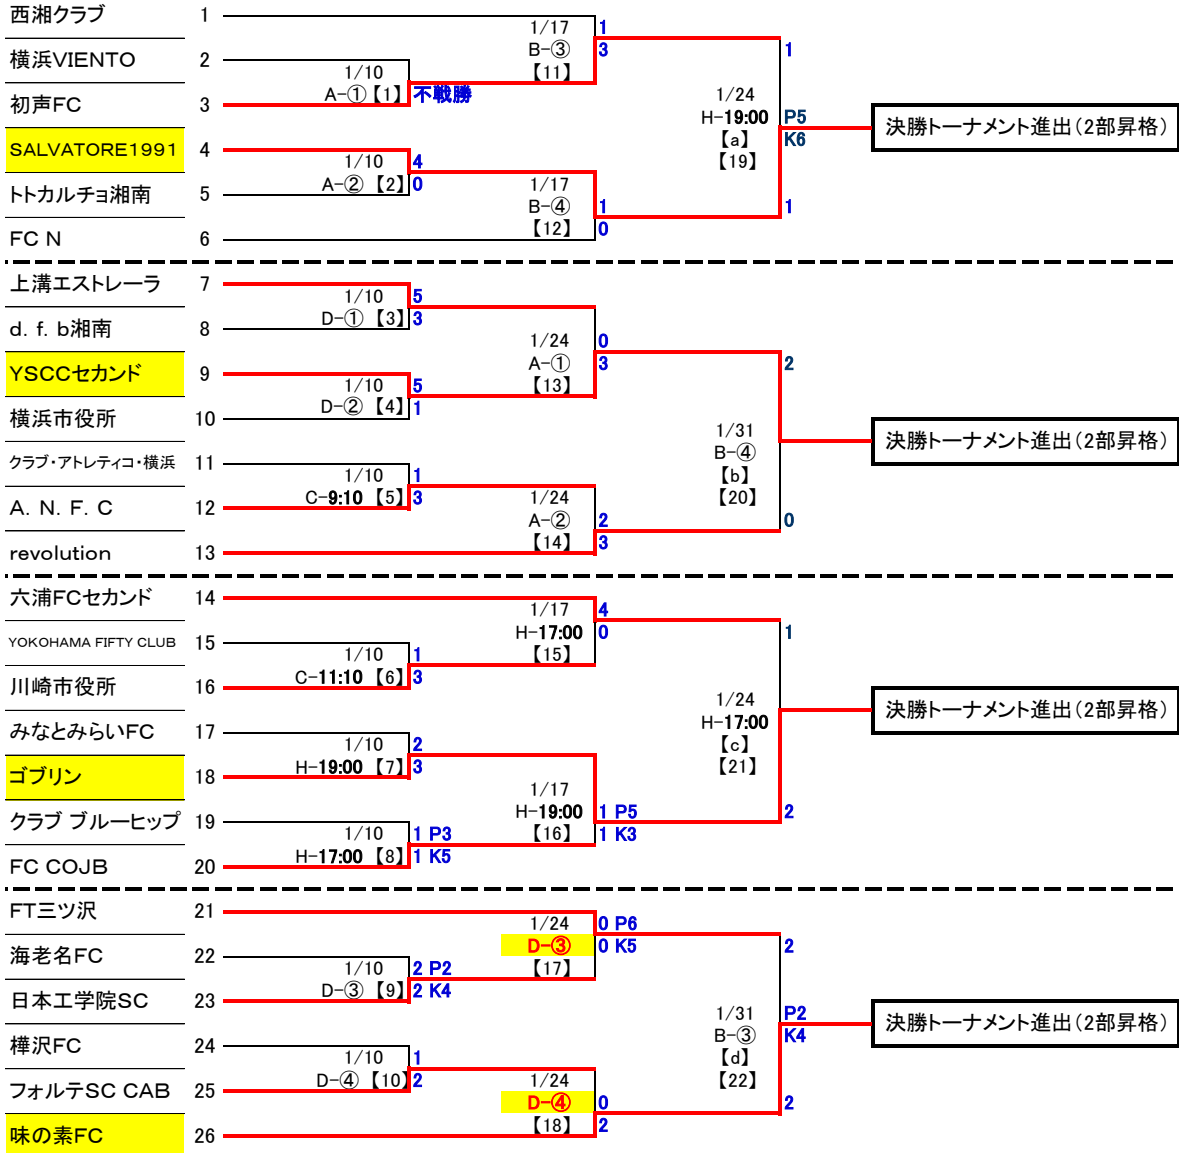 西湘クラブ 1
1/17 1
横浜VIENTO 2
B-③ 3
1
1/10
【11】
初声FC 3
A-①【1】 不戦勝
1/24
H-19:00 P5
決勝トーナメント進出(2部昇格)
SALVATORE1991 4
【a】 K6
1/10 4
【19】
トトカルチョ湘南 5
A-② 【2】 0
1/17
B-④ 1
1
FC N 6
【12】 0
上溝エストレーラ 7
1/10 5
d. f. b湘南 8
D-① 【3】 3
1/24 0
YSCCセカンド 9
A-① 3
2
1/10 5
【13】
横浜市役所 10
D-② 【4】 1
1/31
決勝トーナメント進出(2部昇格)
クラブ・アトレティコ・横浜 11
B-④
1/10 1
【b】
A. N. F. C 12
C-9:10 【5】 3
1/24
【20】
A-② 2
0
revolution 13
【14】 3
六浦FCセカンド 14
1/17 4
YOKOHAMA FIFTY CLUB 15
H-17:00 0
1
1/10 1
【15】
川崎市役所 16
C-11:10 【6】 3
1/24
H-17:00
決勝トーナメント進出(2部昇格)
みなとみらいFC 17
【c】
1/10 2
【21】
ゴブリン 18
H-19:00 【7】 3
1/17
H-19:00 1 P5
2
クラブ ブルーヒップ 19
【16】 1 K3
1/10 1 P3
FC COJB 20
H-17:00 【8】 1 K5
FT三ツ沢 21
1/24 0 P6
海老名FC 22
D-③ 0 K5
2
1/10 2 P2
【17】
日本工学院SC 23
D-③ 【9】 2 K4
1/31 P2
決勝トーナメント進出(2部昇格)
樺沢FC 24
B-③ K4
1/10 1
【d】
フォルテSC CAB 25
D-④ 【10】 2
1/24
【22】
D-④ 0
2
味の素FC 26
【18】 2